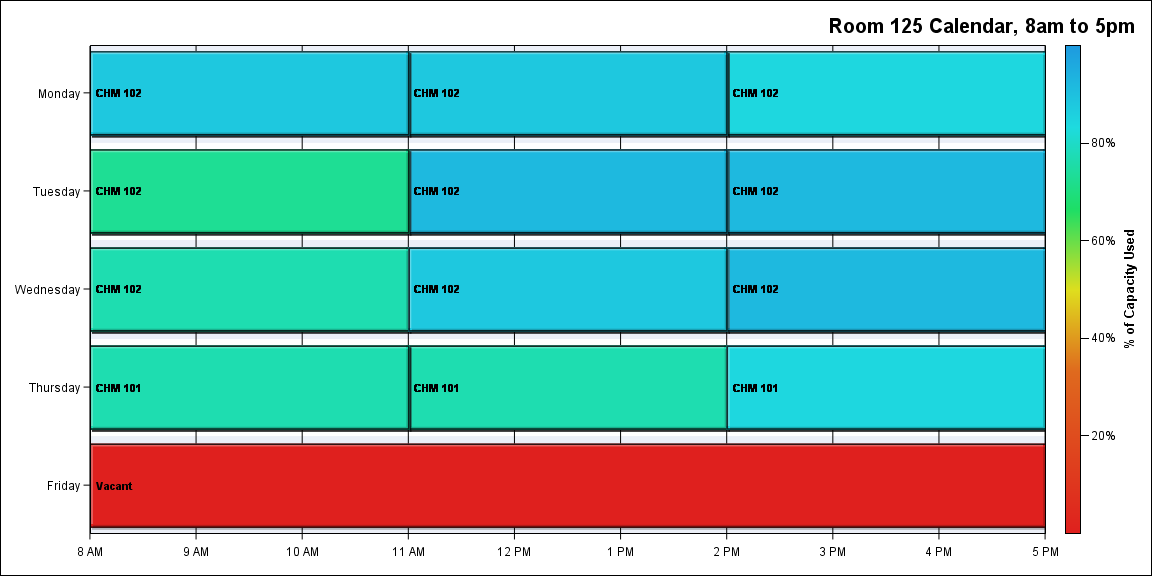 Room 125 Calendar, 8am to 5pm
Monday
CHM 102
CHM 102
CHM 102
Tuesday
CHM 102
CHM 102
CHM 102
Wednesday
CHM 102
CHM 102
CHM 102
Thursday
CHM 101
CHM 101
CHM 101
Friday
Vacant
8 AM
9 AM
10 AM
11 AM
12 PM
1 PM
2 PM
3 PM
4 PM
5 PM
80%
60%
40%
20%
% of Capacity Used